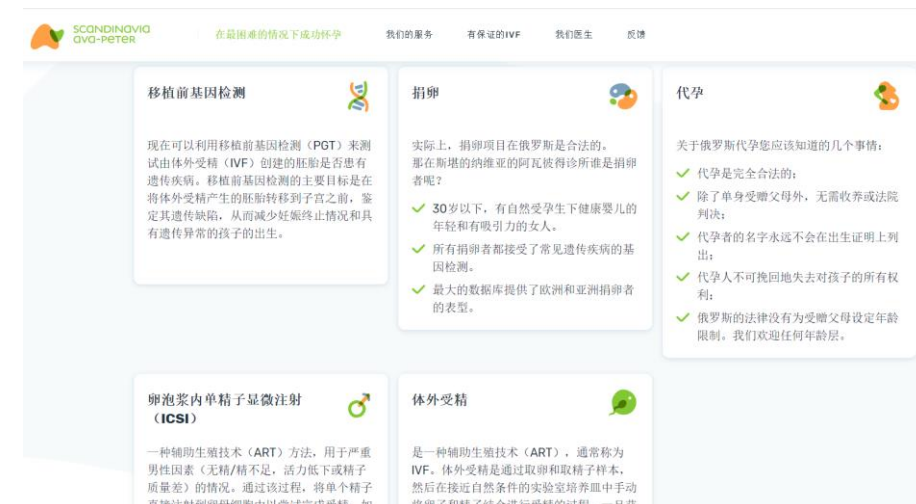 SCANDINAVIA
AVA-PETER
在最困难的情况下成功怀孕
我们的服务
有保证的IVF
我们医生
反馈
移植前基因检测
现在可以利用移植前基因检测（PGT）来测
试由体外受精（IVF）创建的胚胎是否患有
遗传疾病。移植前基因检测的主要目标是在
将体外受精产生的胚胎转移到子宫之前，鉴
定其遗传缺陷，从而减少妊娠终止情况和具
有遗传异常的孩子的出生。
捐卵
实际上，捐卵项目在俄罗斯是合法的。
那在斯堪的纳维亚的阿瓦彼得诊所谁是捐卵
者呢？
30岁以下，有自然受孕生下健康婴儿的
年轻和有吸引力的女人。
所有捐卵者都接受了常见遗传疾病的基
因检测。
最大的数据库提供了欧洲和亚洲捐卵者
的表型。
代孕
关于俄罗斯代孕您应该知道的几个事情：
代孕是完全合法的；
除了单身受赠父母外，无需收养或法院
判决；
代孕者的名字永远不会在出生证明上列
出；
代孕人不可挽回地失去对孩子的所有权
利；
俄罗斯的法律没有为受赠父母设定年龄
限制。我们欢迎任何年龄层。
卵泡浆内单精子显微注射
（ICSI）
一种辅助生殖技术（ART）方法，用于严重
男性因素（无精/精不足，活力低下或精子
质量差）的情况。通过该过程，将单个精子
体外受精
是一种辅助生殖技术（ART），通常称为
IVF。体外受精是通过取卵和取精子样本，
然后在接近自然条件的实验室培养皿中手动